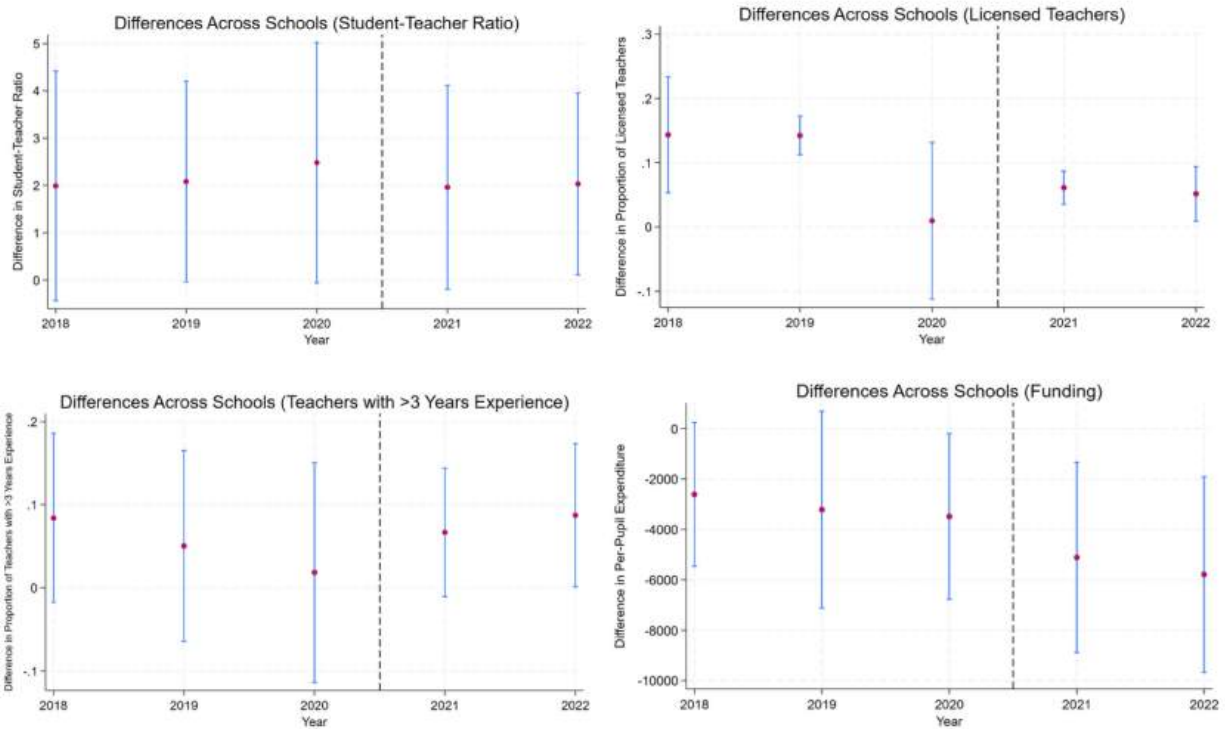 Differences Across Schools (Student-Teacher Ratio)
Difference in Student-Teacher Ratio
5
4
3
2
1
0
2018 2019 2020 2021 2022
Year
Differences Across Schools (Licensed Teachers)
Difference in Proportion of Licensed Teachers
.3
.2
.1
0
-.1
2018 2019 2020 2021 2022
Year
Differences Across Schools (Teachers with >3 Years Experience)
Difference in Proportion of Teachers with >3 Years Experience
.2
.1
0
-.1
2018 2019 2020 2021 2022
Year
Differences Across Schools (Funding)
Difference in Per-Pupil Expenditure
0
-2000
-4000
-6000
-8000
-10000
2018 2019 2020 2021 2022
Year